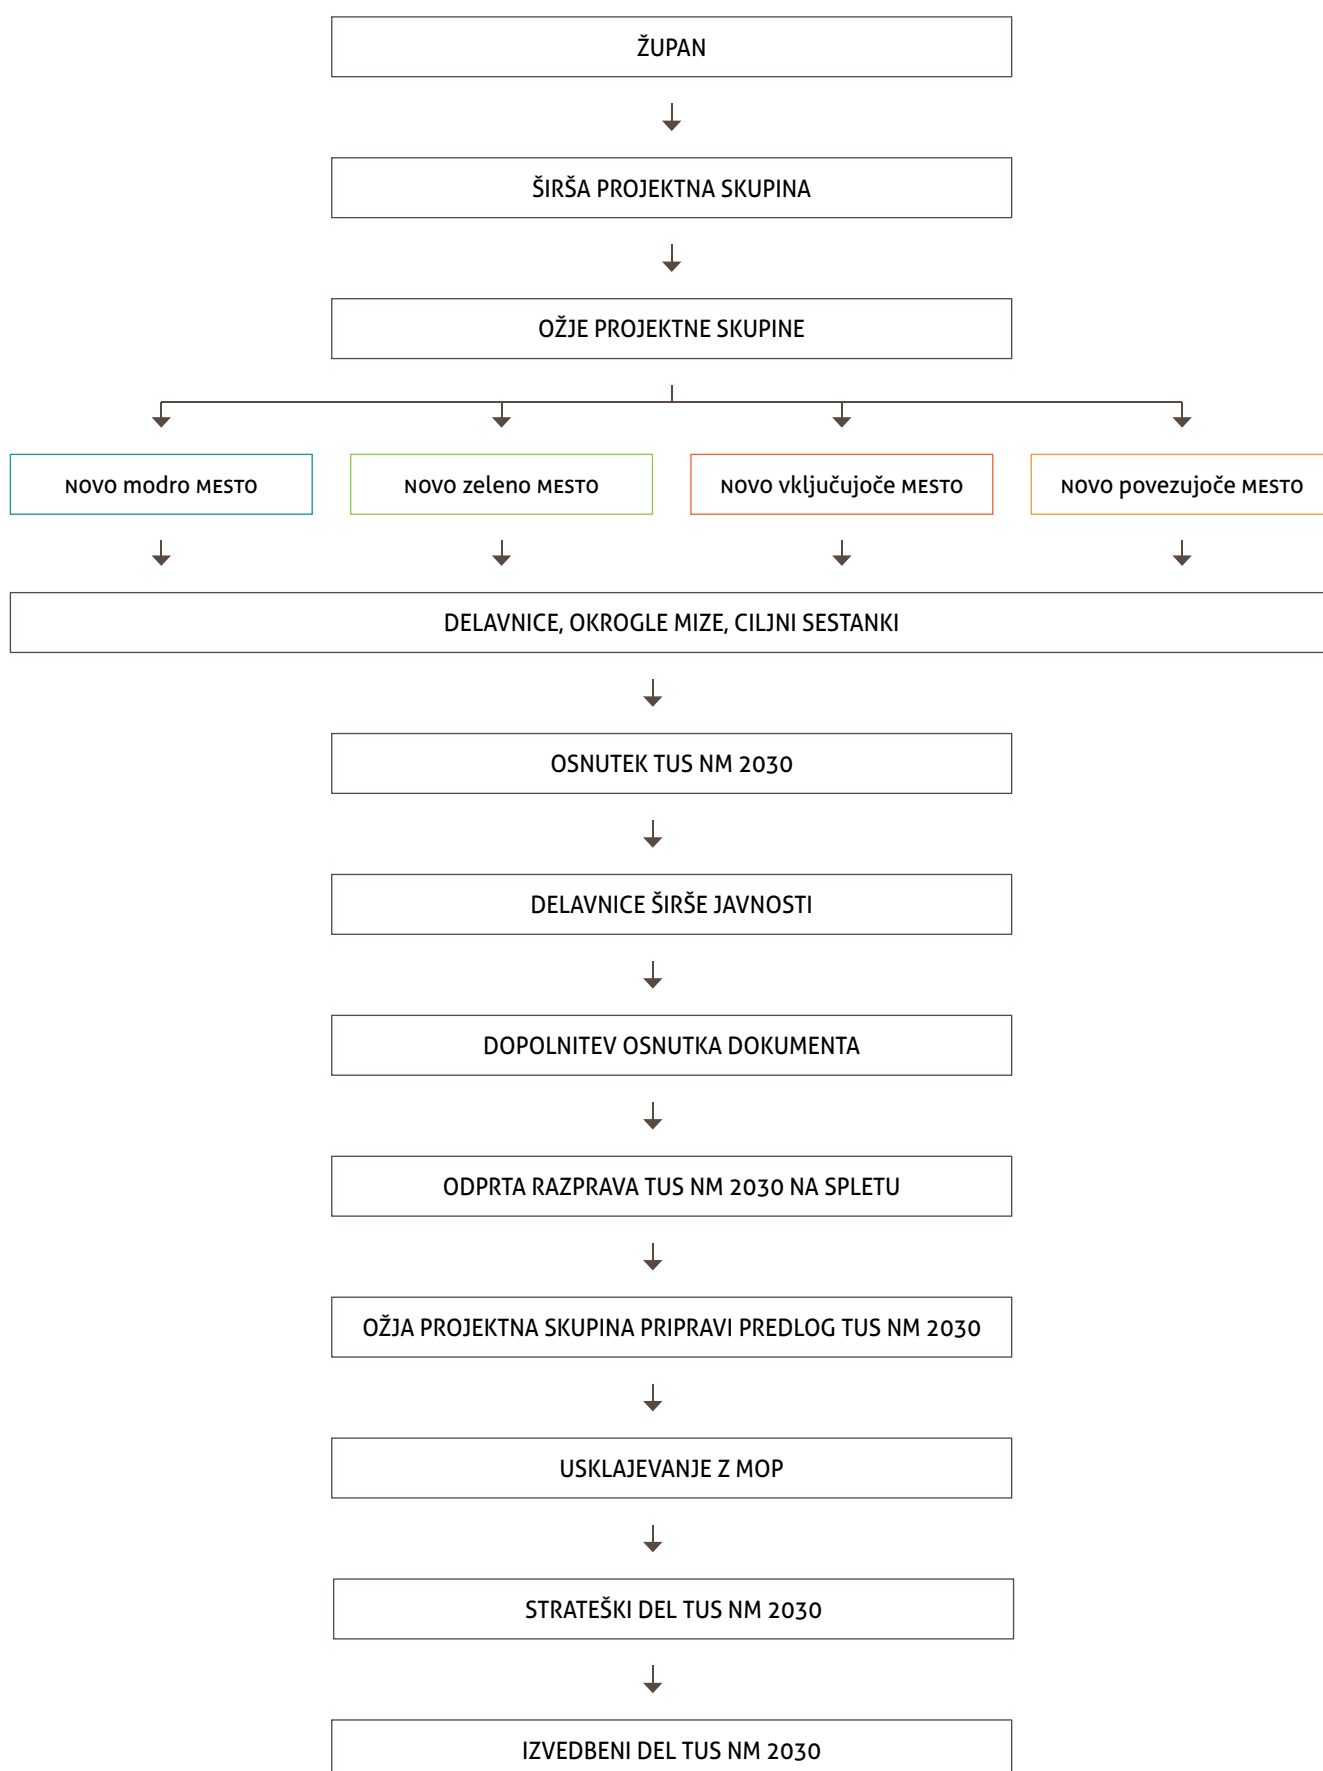 ŽUPAN
ŠIRŠA PROJEKTNA SKUPINA
OŽJE PROJEKTNE SKUPINE
NOVO modro MESTO
NOVO zeleno MESTO
NOVO vključujoče MESTO
NOVO povezujoče MESTO
DELAVNICE, OKROGLE MIZE, CILJNI SESTANKI
OSNUTEK TUS NM 2030
DELAVNICE ŠIRŠE JAVNOSTI
DOPOLNITEV OSNUTKA DOKUMENTA
ODPRTA RAZPRAVA TUS NM 2030 NA SPLETU
OŽJA PROJEKTNA SKUPINA PRIPRAVI PREDLOG TUS NM 2030
USKLAJEVANJE Z MOP
STRATEŠKI DEL TUS NM 2030
IZVEDBENI DEL TUS NM 2030